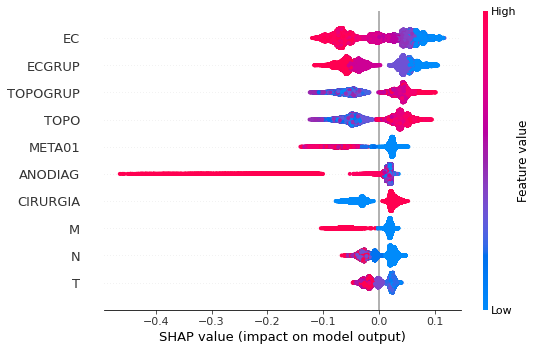 High
EC
ECGRUP
TOPOGRUP
TOPO
META01
ANODIAG
CIRURGIA
M
N
T
Feature value
Low
−0.4 −0.3 −0.2 −0.1 0.0 0.1
SHAP value (impact on model output)